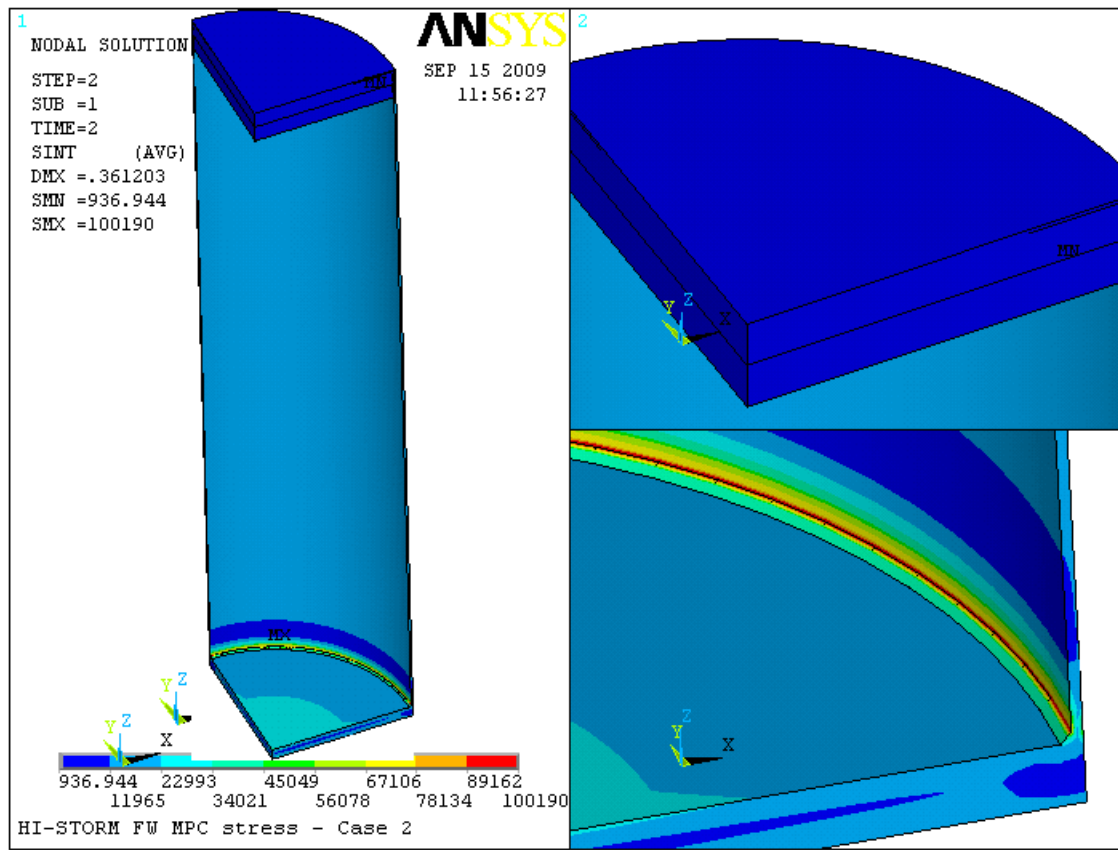 1
NODAL SOLUTION
STEP=2
SUB =1
TIME=2
SINT (AVG)
DMX =.361203
SMN =936.944
SMX =100190
ANSYS
SEP 15 2009
11:56:27
MN
MX
Y Z
Y Z X
936.944 22993 45049 67106 89162
11965 34021 56078 78134 100190
HI-STORM FW MPC stress - Case 2
2
MN
Y Z X
Z
Y X